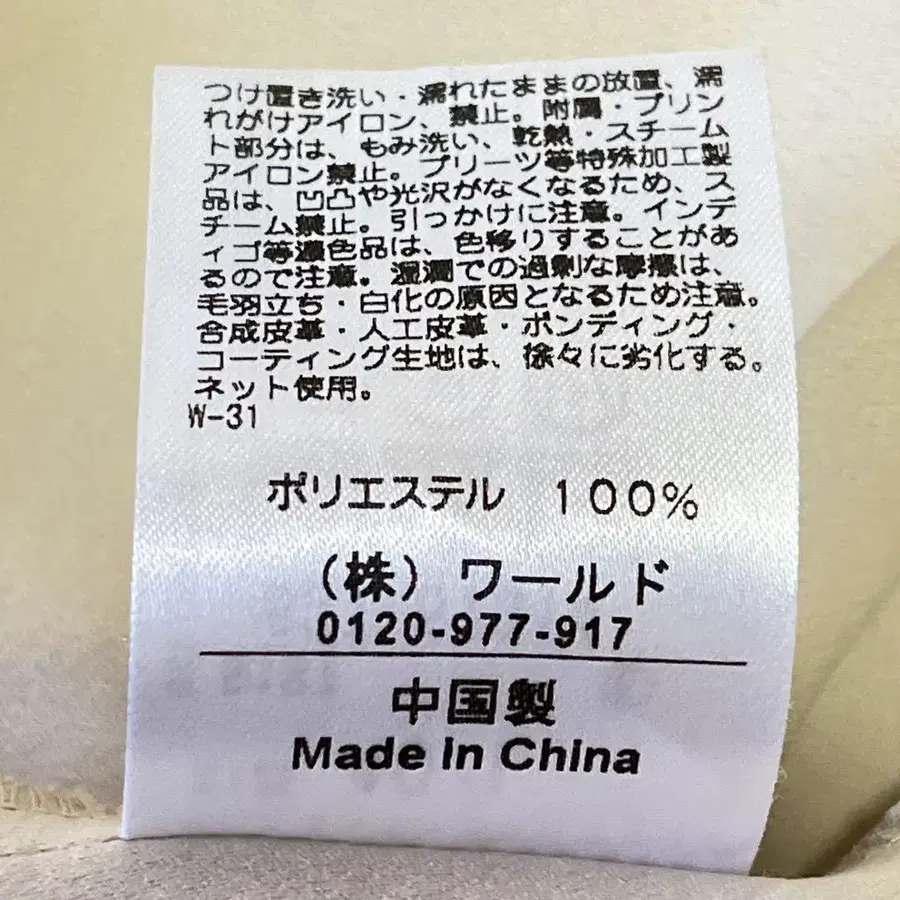 つけ置き洗い・濡れたままの放置、濡
れがけアイロン、禁止。附属・プリン
ト部分は、もみ洗い、乾熱・スチーム
アイロン禁止。プリーツ等特殊加工製
品は、凹凸や光沢がなくなるため、ス
チーム禁止。引っかけに注意。インデ
ィゴ等濃色品は、色移りすることがあ
るので注意。湿潤での過剰な摩擦は、
毛羽立ち・白化の原因となるため注意。
合成皮革・人工皮革・ボンディング・
コーティング生地は、徐々に劣化する。
ネット使用。
W-31
ポリエステル 100%
（株）ワールド
0120-977-917
中国製
Made in China